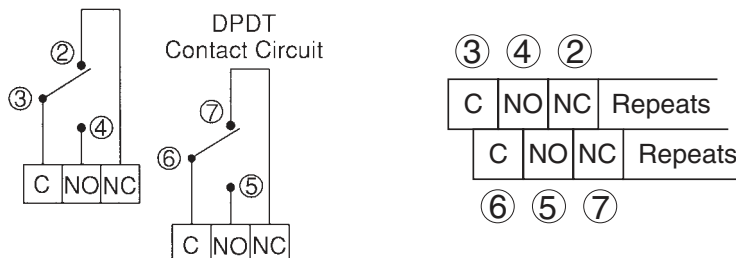 DPDT
Contact Circuit
②
③
④
C NO NC
⑦
⑥
⑤
C NO NC
③ ④ ②
C NO NC Repeats
C NO NC Repeats
⑥ ⑤ ⑦